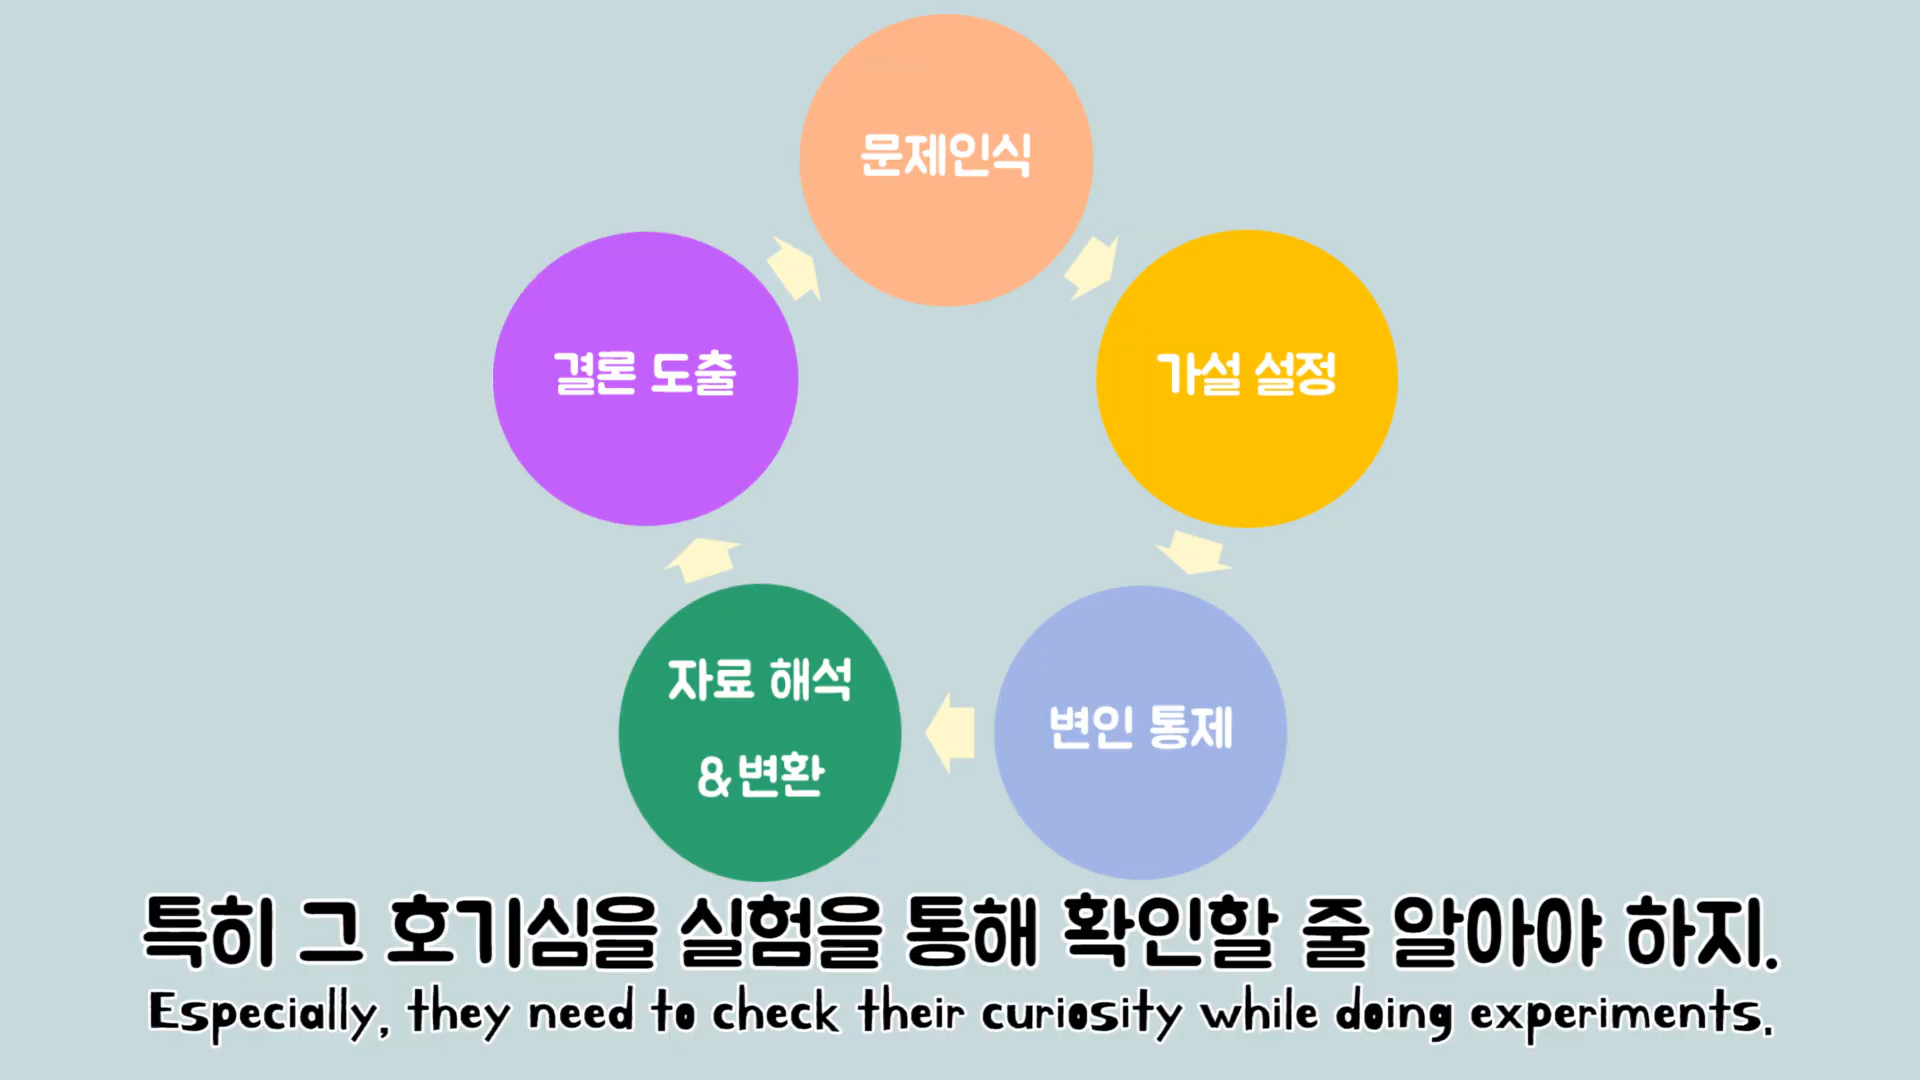 문제인식
가설 설정
변인 통제
자료 해석
&변환
결론 도출
특히 그 호기심을 실험을 통해 확인할 줄 알아야 하지.
Especially, they need to check their curiosity while doing experiments.